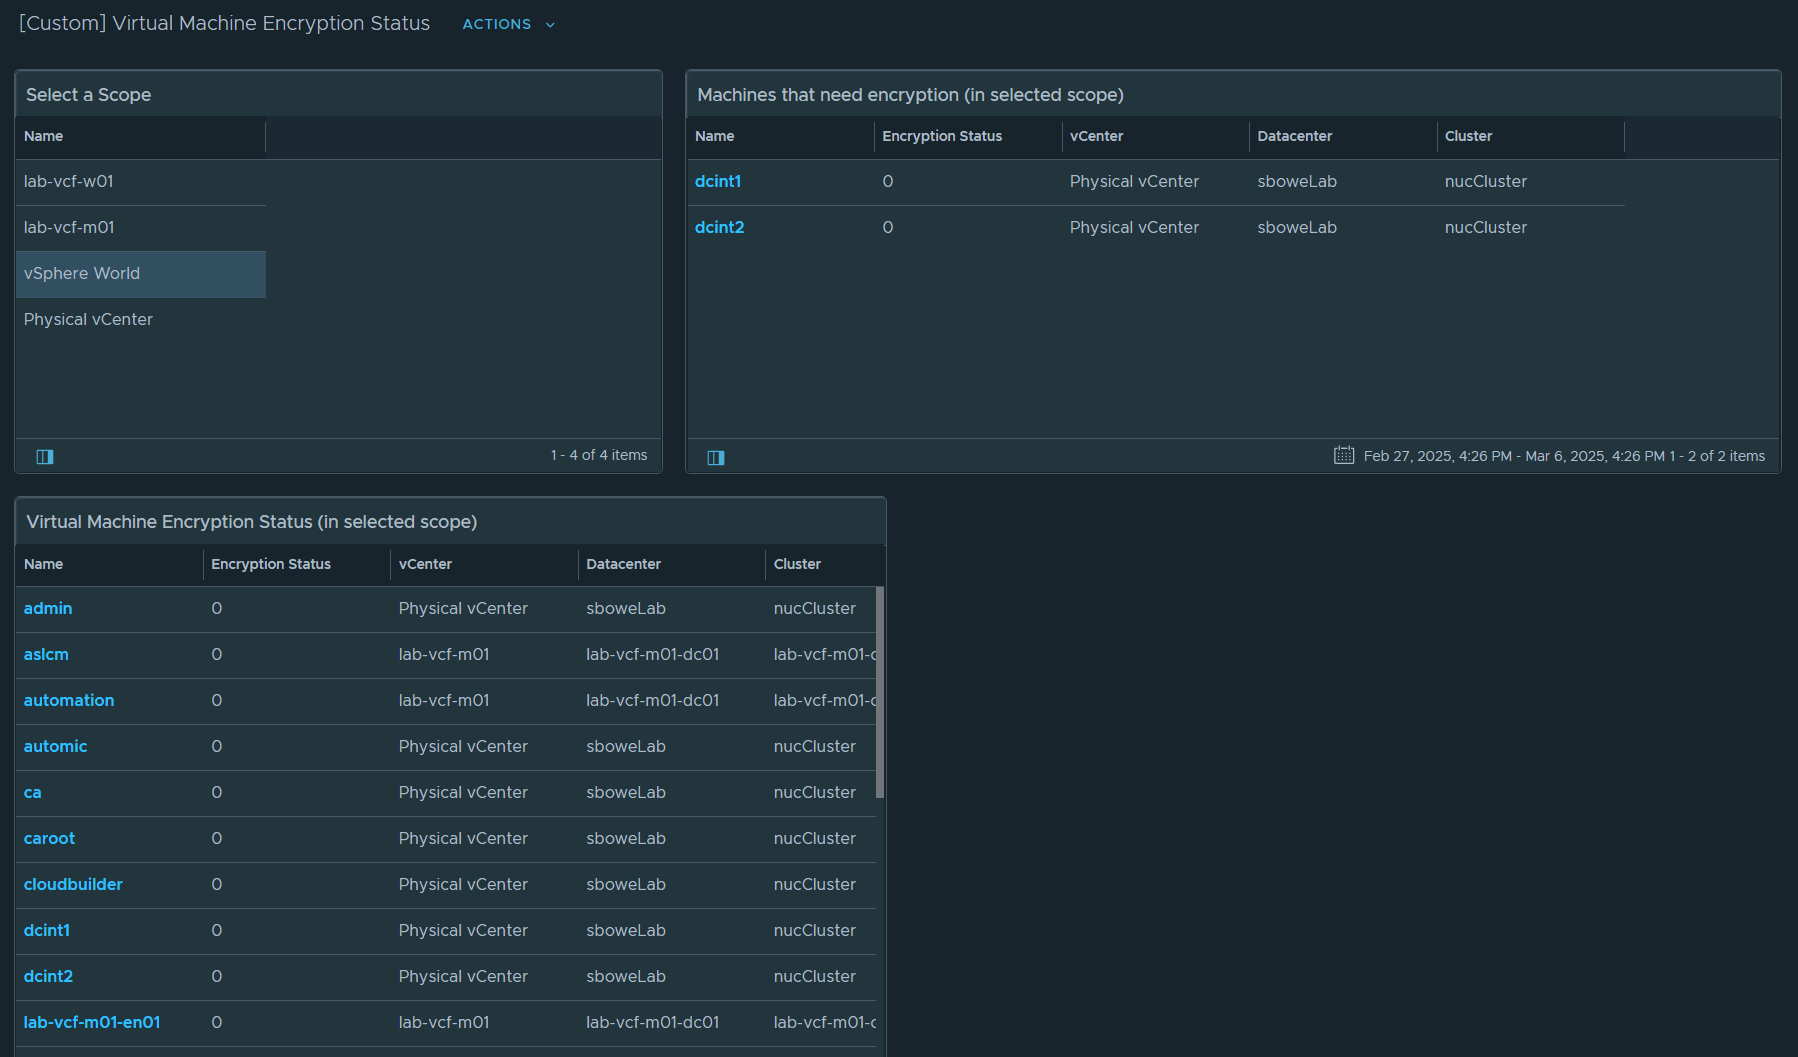 [Custom] Virtual Machine Encryption Status ACTIONS
Select a Scope
Name
lab-vcf-w01
lab-vcf-m01
vSphere World
Physical vCenter
1 - 4 of 4 items
Machines that need encryption (in selected scope)
Name Encryption Status vCenter Datacenter Cluster
dcint1 0 Physical vCenter sboweLab nucCluster
dcint2 0 Physical vCenter sboweLab nucCluster
Feb 27, 2025, 4:26 PM - Mar 6, 2025, 4:26 PM 1 - 2 of 2 items
Virtual Machine Encryption Status (in selected scope)
Name Encryption Status vCenter Datacenter Cluster
admin 0 Physical vCenter sboweLab nucCluster
aslcm 0 lab-vcf-m01 lab-vcf-m01-dc01 lab-vcf-m01-c
automation 0 lab-vcf-m01 lab-vcf-m01-dc01 lab-vcf-m01-c
automic 0 Physical vCenter sboweLab nucCluster
ca 0 Physical vCenter sboweLab nucCluster
caroot 0 Physical vCenter sboweLab nucCluster
cloudbuilder 0 Physical vCenter sboweLab nucCluster
dcint1 0 Physical vCenter sboweLab nucCluster
dcint2 0 Physical vCenter sboweLab nucCluster
lab-vcf-m01-en01 0 lab-vcf-m01 lab-vcf-m01-dc01 lab-vcf-m01-c